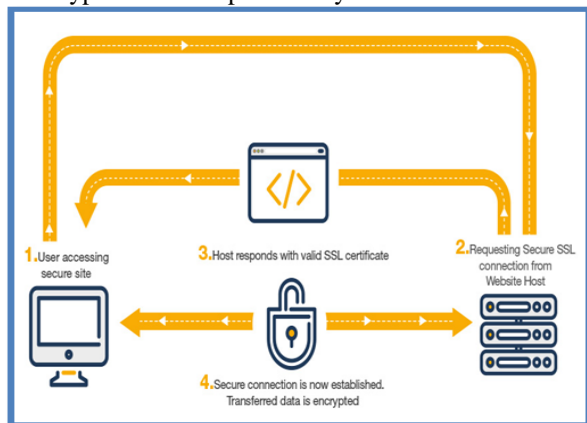 1.User accessing
secure site
3.Host responds with valid SSL certificate
2.Requesting Secure SSL
connection from
Website Host
4.Secure connection is now established.
Transferred data is encrypted